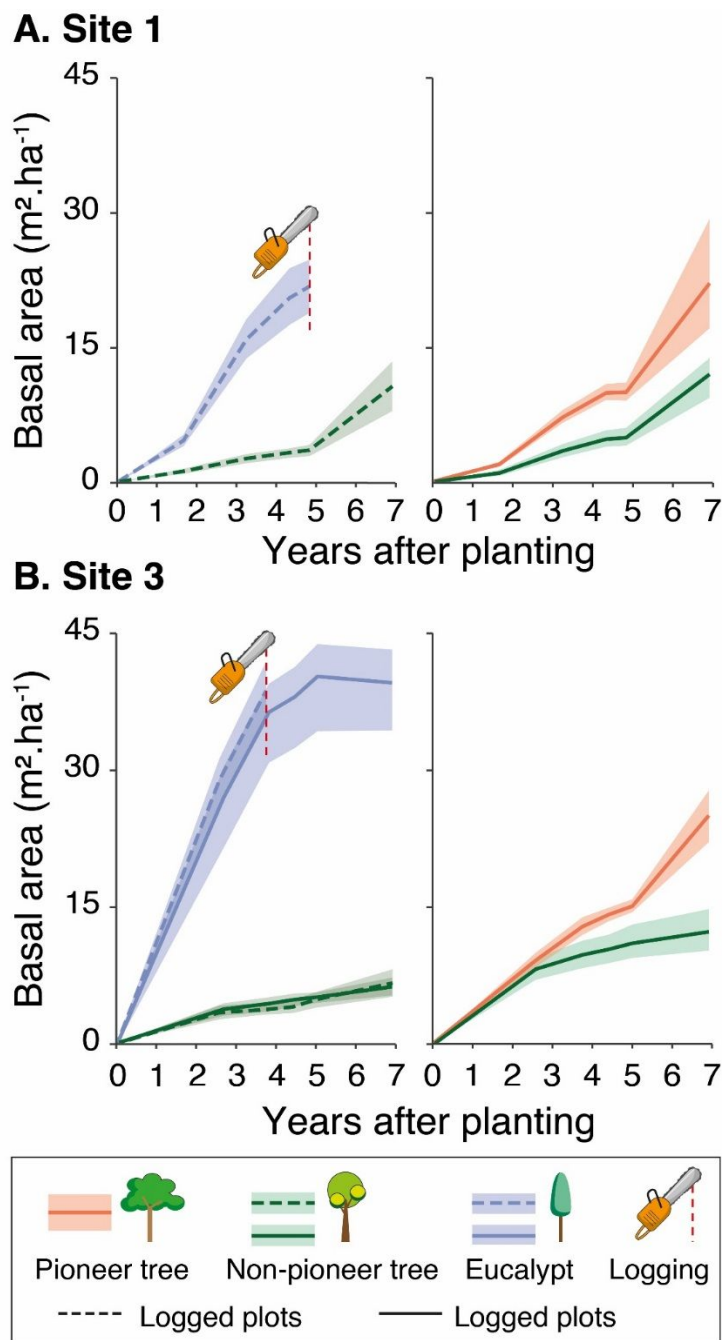 A. Site 1
45
30
15
0
Basal area (m².ha⁻¹)
0 1 2 3 4 5 6 7
0 1 2 3 4 5 6 7
Years after planting
B. Site 3
45
30
15
0
Basal area (m².ha⁻¹)
0 1 2 3 4 5 6 7
0 1 2 3 4 5 6 7
Years after planting
Pioneer tree Non-pioneer tree Eucalypt Logging
Logged plots Logged plots